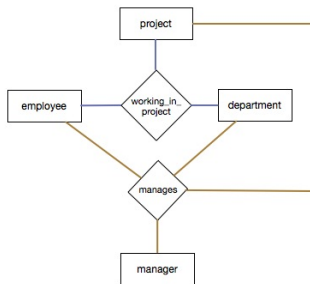 project
working_in_
project
employee
department
manages
manager